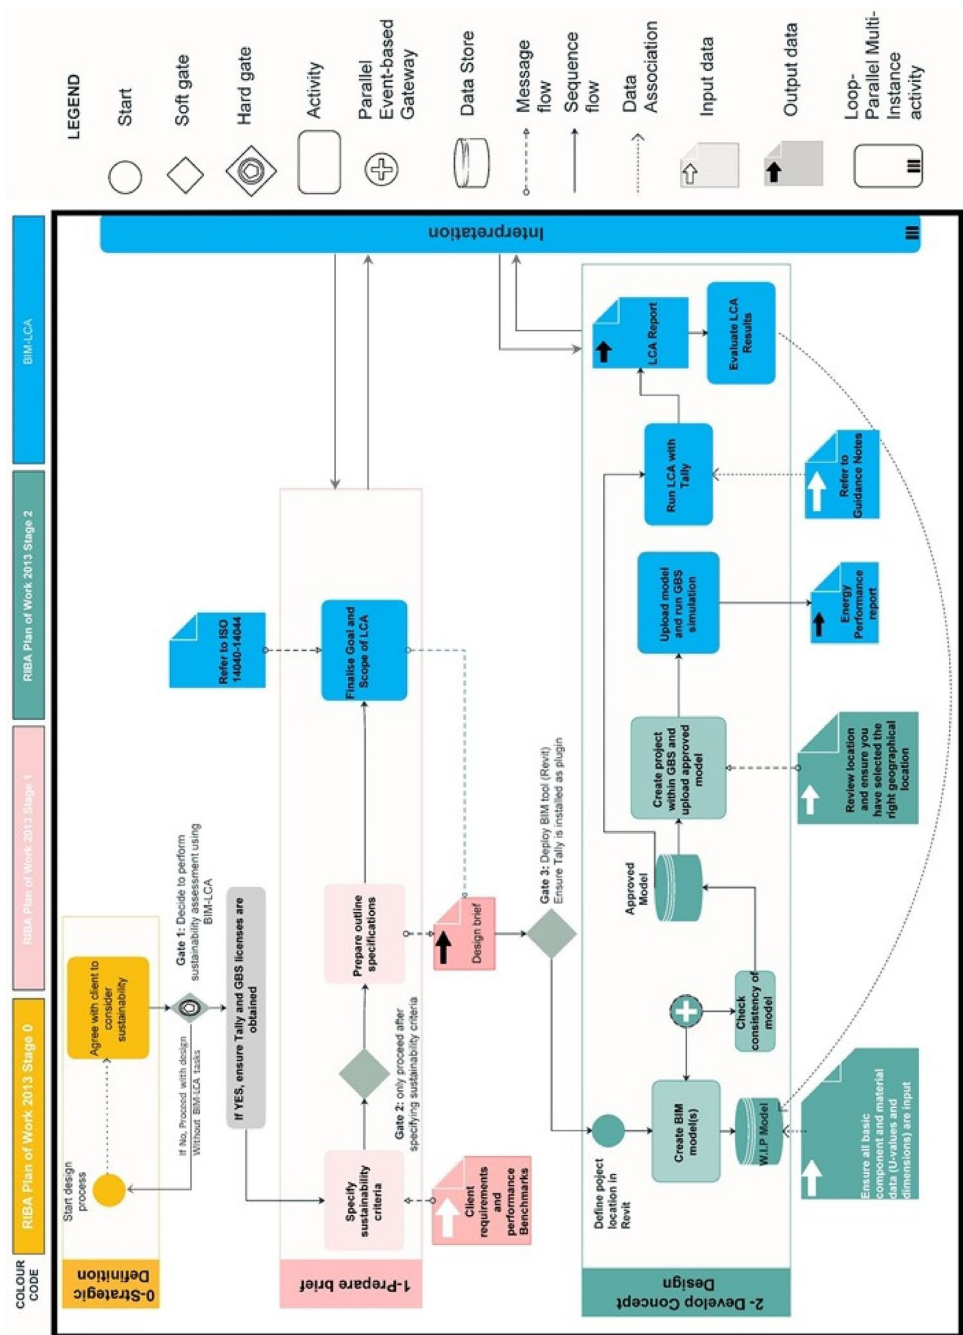 COLOUR
CODE
RIBA Plan of Work 2013 Stage 0
RIBA Plan of Work 2013 Stage 1
RIBA Plan of Work 2013 Stage 2
BIM-LCA
LEGEND
Start
Soft gate
Hard gate
Activity
Parallel
Event-based
Gateway
Data Store
Message
flow
Sequence
flow
Data
Association
Input data
Output data
Loop-
Parallel Multi-
Instance
activity
0-Strategic
Definition
Start design
process
Agree with client to
consider
sustainability
If No, Proceed with design
Without BIM-LCA tasks
Gate 1: Decide to perform
sustainability assessment using
BIM-LCA
If YES, ensure Tally and GBS licenses are
obtained
1-Prepare brief
Specify
sustainability
criteria
Client
requirements
and
performance
Benchmarks
Gate 2: only proceed after
specifying sustainability criteria
Prepare outline
specifications
Design brief
Refer to ISO
14040-14044
Finalise Goal and
Scope of LCA
Interpretation
Gate 3: Deploy BIM tool (Revit)
Ensure Tally is installed as plugin
2- Develop Concept
Design
Define poject
location in
Revit
Create BIM
model(s)
W.I.P Model
Ensure all basic
component and material
data (U-values and
dimensions) are input
Check
consistency of
model
Approved
Model
Create project
within GBS and
upload approved
model
Review location
and ensure you
have selected the
right geographical
location
Upload model
and run GBS
simulation
Energy
Performance
report
Run LCA with
Tally
Refer to
Guidance Notes
LCA Report
Evaluate LCA
Results